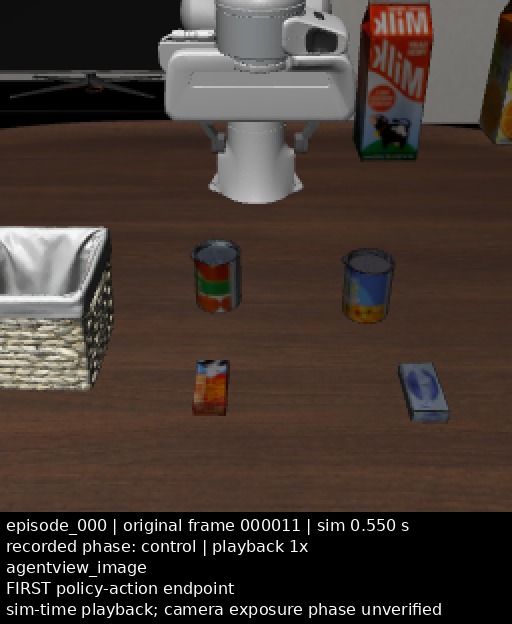 Milk
Milk
episode_000 | original frame 000011 | sim 0.550 s
recorded phase: control | playback 1x
agentview_image
FIRST policy-action endpoint
sim-time playback; camera exposure phase unverified